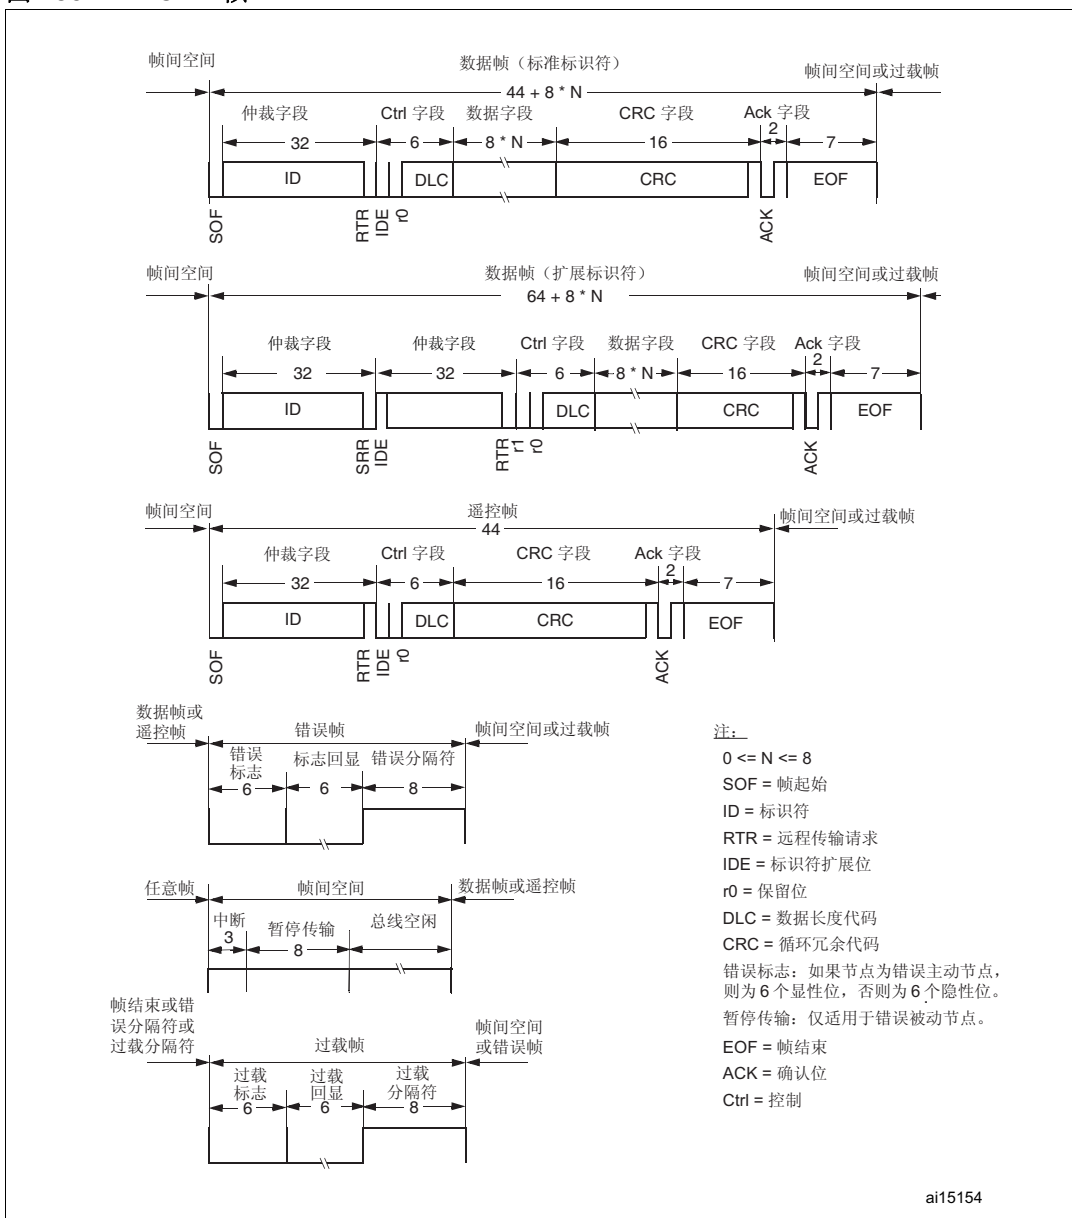 帧间空间
数据帧（标准标识符）
帧间空间或过载帧
44 + 8 * N
仲裁字段
Ctrl 字段
数据字段
CRC 字段
Ack 字段
32
6
8 * N
16
2
7
ID
DLC
CRC
EOF
SOF
RTR
IDE
r0
ACK
帧间空间
数据帧（扩展标识符）
帧间空间或过载帧
64 + 8 * N
仲裁字段
仲裁字段
Ctrl 字段
数据字段
CRC 字段
Ack 字段
32
32
6
8 * N
16
2
7
ID
DLC
CRC
EOF
SOF
SRR
IDE
RTR
r1
r0
ACK
帧间空间
遥控帧
帧间空间或过载帧
44
仲裁字段
Ctrl 字段
CRC 字段
Ack 字段
32
6
16
2
7
ID
DLC
CRC
EOF
SOF
RTR
IDE
r0
ACK
数据帧或
遥控帧
错误帧
帧间空间或过载帧
错误
标志
标志回显
错误分隔符
6
6
8
任意帧
帧间空间
数据帧或遥控帧
中断
3
暂停传输
8
总线空闲
帧结束或错
误分隔符或
过载分隔符
过载帧
帧间空间
或错误帧
过载
标志
过载
回显
过载
分隔符
6
6
8
注：
0 <= N <= 8
SOF = 帧起始
ID = 标识符
RTR = 远程传输请求
IDE = 标识符扩展位
r0 = 保留位
DLC = 数据长度代码
CRC = 循环冗余代码
错误标志：如果节点为错误主动节点，
则为 6 个显性位，否则为 6 个隐性位。
暂停传输：仅适用于错误被动节点。
EOF = 帧结束
ACK = 确认位
Ctrl = 控制
ai15154